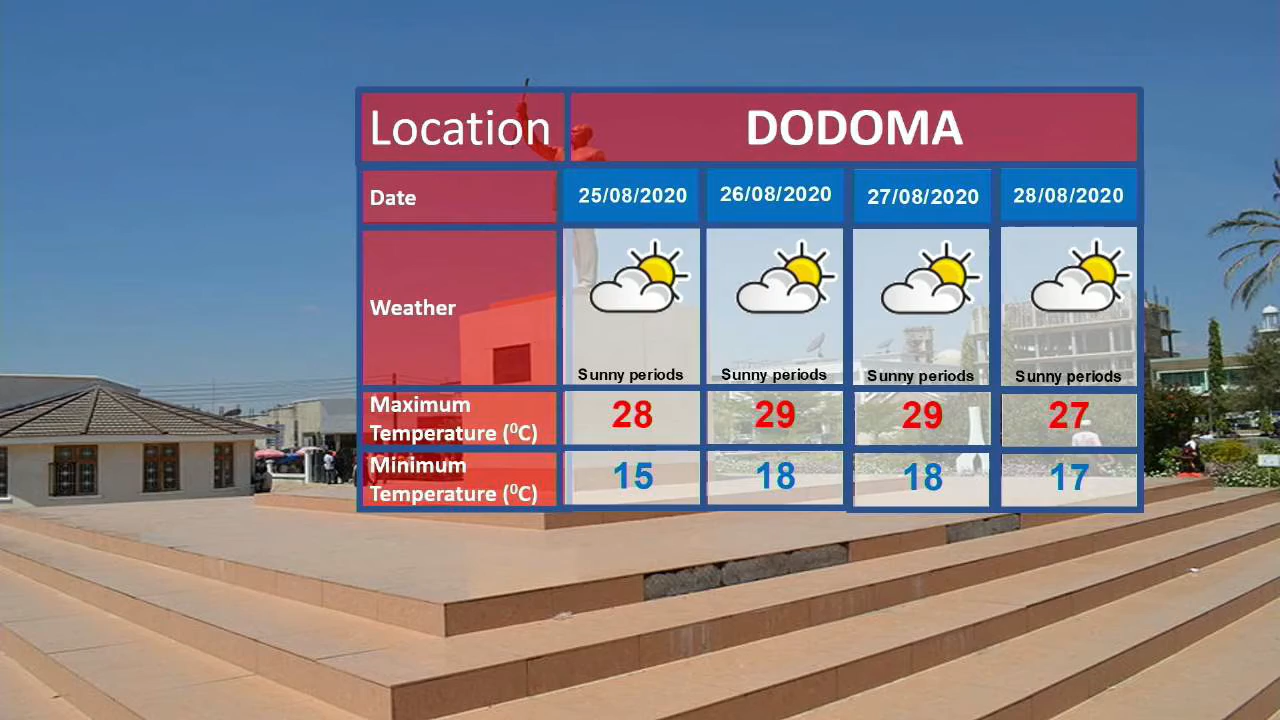 Location DODOMA
Date 25/08/2020 26/08/2020 27/08/2020 28/08/2020
Weather
Sunny periods Sunny periods Sunny periods Sunny periods
Maximum
Temperature (⁰C) 28 29 29 27
Minimum
Temperature (⁰C) 15 18 18 17